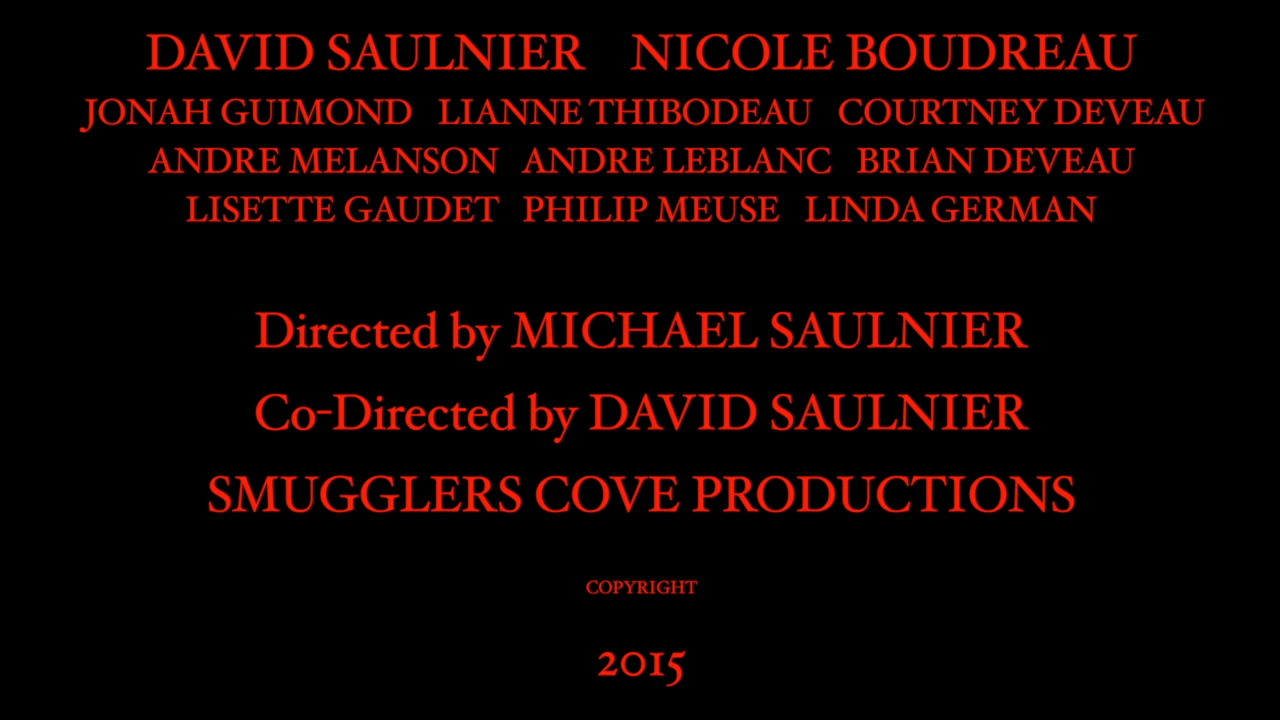 DAVID SAULNIER NICOLE BOUDREAU
JONAH GUIMOND LIANNE THIBODEAU COURTNEY DEVEAU
ANDRE MELANSON ANDRE LEBLANC BRIAN DEVEAU
LISETTE GAUDET PHILIP MEUSE LINDA GERMAN
Directed by MICHAEL SAULNIER
Co-Directed by DAVID SAULNIER
SMUGGLERS COVE PRODUCTIONS
COPYRIGHT
2015